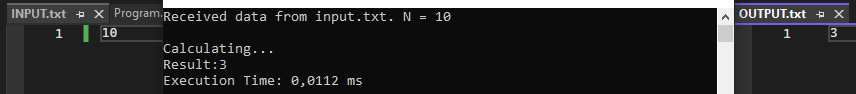 INPUT.txt
Program.
1 10
Received data from input.txt. N = 10
Calculating...
Result:3
Execution Time: 0,0112 ms
OUTPUT.txt
1 3